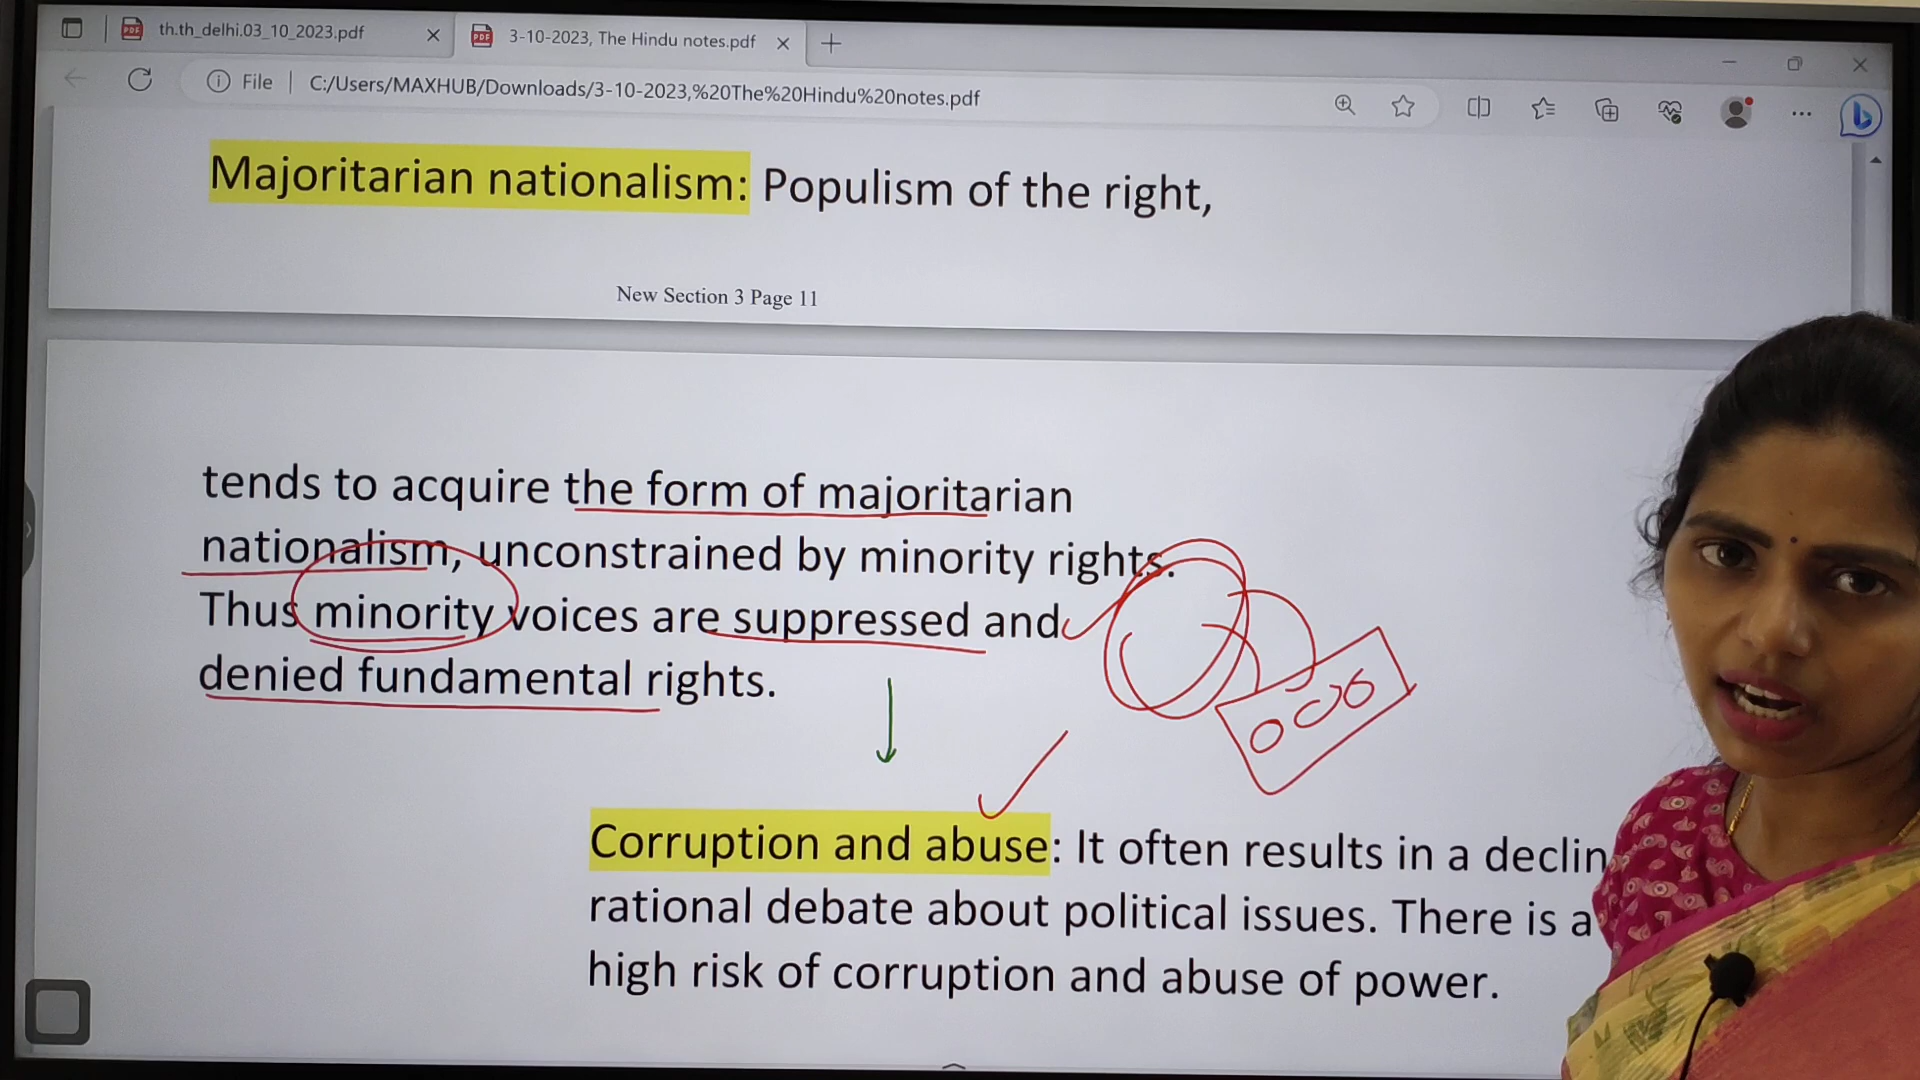 th.th_delhi.03_10_2023.pdf
3-10-2023, The Hindu notes.pdf
File
C:/Users/MAXHUB/Downloads/3-10-2023,%20The%20Hindu%20notes.pdf
Majoritarian nationalism: Populism of the right,
New Section 3 Page 11
tends to acquire the form of majoritarian
nationalism, unconstrained by minority rights.
Thus minority voices are suppressed and
denied fundamental rights.
Corruption and abuse: It often results in a declin
rational debate about political issues. There is a
high risk of corruption and abuse of power.